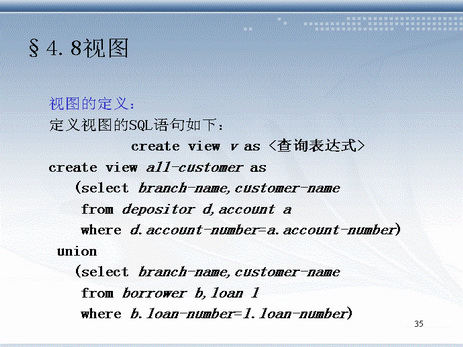 §4.8视图
视图的定义：
定义视图的SQL语句如下：
create view v as <查询表达式>
create view all-customer as
(select branch-name,customer-name
from depositor d,account a
where d.account-number=a.account-number)
union
(select branch-name,customer-name
from borrower b,loan l
where b.loan-number=l.loan-number)
35